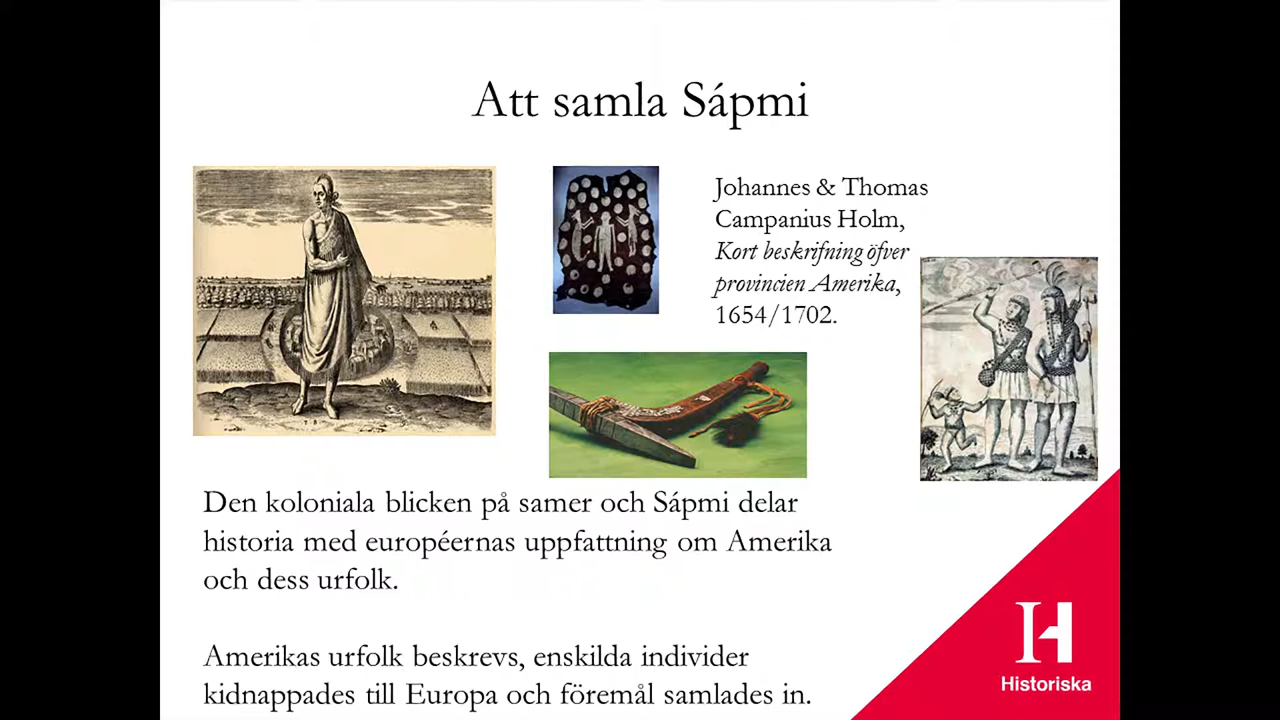 Att samla Sápmi
Johannes & Thomas
Campanius Holm,
Kort beskrifning öfver
provincien Amerika,
1654/1702.
Den koloniala blicken på samer och Sápmi delar
historia med européernas uppfattning om Amerika
och dess urfolk.
Amerikas urfolk beskrevs, enskilda individer
kidnappades till Europa och föremål samlades in.
H
Historiska